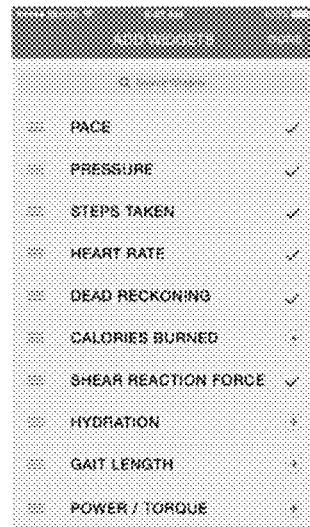 PACE
PRESSURE
STEPS TAKEN
HEART RATE
DEAD RECKONING
CALORIES BURNED
SHEAR REACTION FORCE
HYDRATION
GAIT LENGTH
POWER / TORQUE